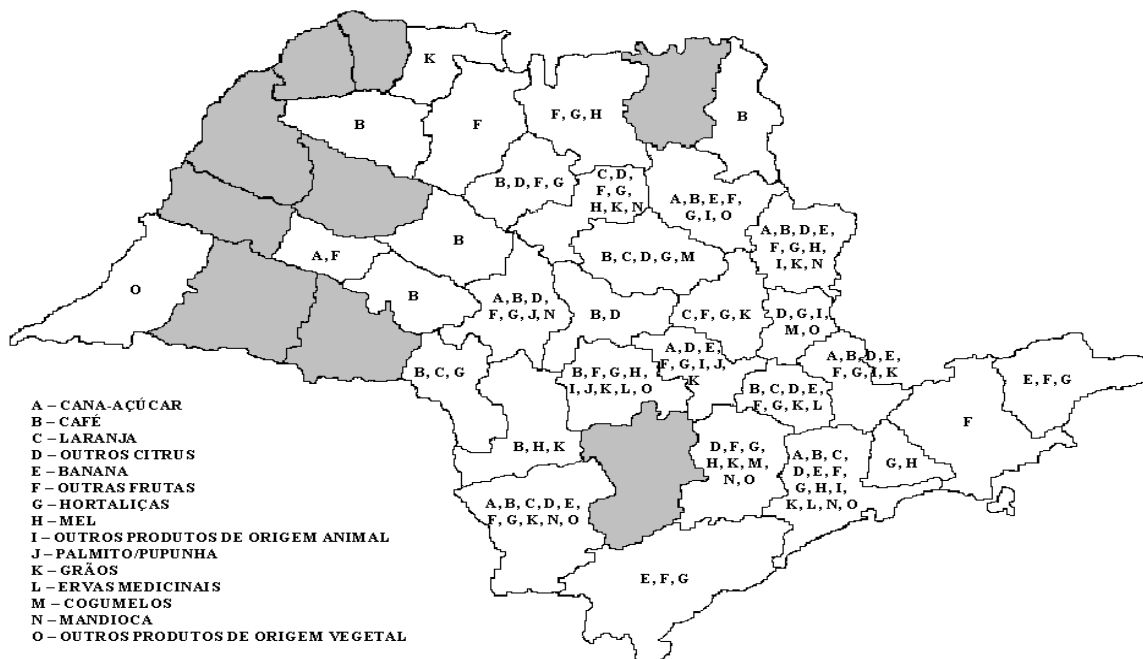 K
B
F
F, G, H
B
B, D, F, G
C, D,
F, G,
H, K, N
A, B, E, F,
G, I, O
A, B, D, E,
F, G, H,
I, K, N
B
B, C, D, G, M
A, F
O
B
A, B, D,
F, G, J, N
B, D
C, F, G, K
D, G, I,
M, O
A, D, E,
F, G, I, J,
K
A, B, D, E,
F, G, I, K
B, C, G
B, F, G, H,
I, J, K, L, O
B, C, D, E,
F, G, K, L
E, F, G
F
B, H, K
D, F, G,
H, K, M,
N, O
A, B, C,
D, E, F,
G, H, I,
K, L, N, O
G, H
A, B, C, D, E,
F, G, K, N, O
E, F, G
A – CANA-AÇÚCAR
B – CAFÉ
C – LARANJA
D – OUTROS CITRUS
E – BANANA
F – OUTRAS FRUTAS
G – HORTALIÇAS
H – MEL
I – OUTROS PRODUTOS DE ORIGEM ANIMAL
J – PALMITO/PUPUNHA
K – GRÃOS
L – ERVAS MEDICINAIS
M – COGUMELOS
N – MANDIOCA
O – OUTROS PRODUTOS DE ORIGEM VEGETAL